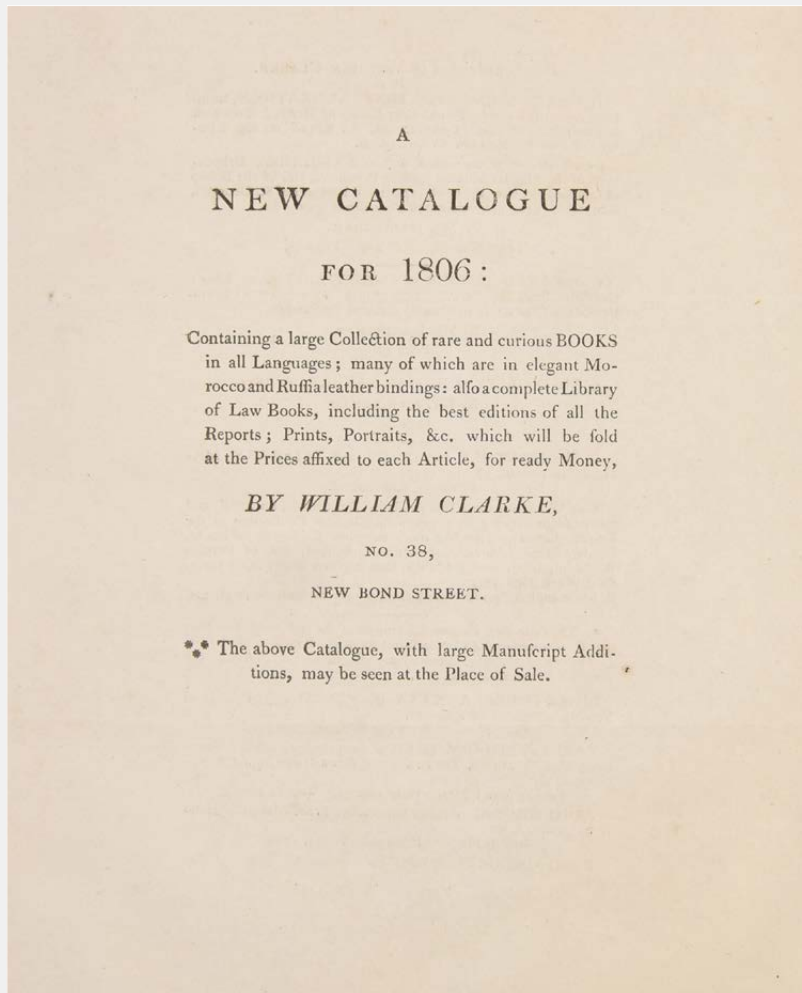 A
NEW CATALOGUE
FOR 1806:
Containing a large Collection of rare and curious BOOKS
in all Languages; many of which are in elegant Mo-
rocco and Ruſſia leather bindings: alſo a complete Library
of Law Books, including the best editions of all the
Reports; Prints, Portraits, &c. which will be ſold
at the Prices affixed to each Article, for ready Money,
BY WILLIAM CLARKE,
NO. 38,
NEW BOND STREET.
*⁎* The above Catalogue, with large Manuſcript Addi-
tions, may be seen at the Place of Sale.